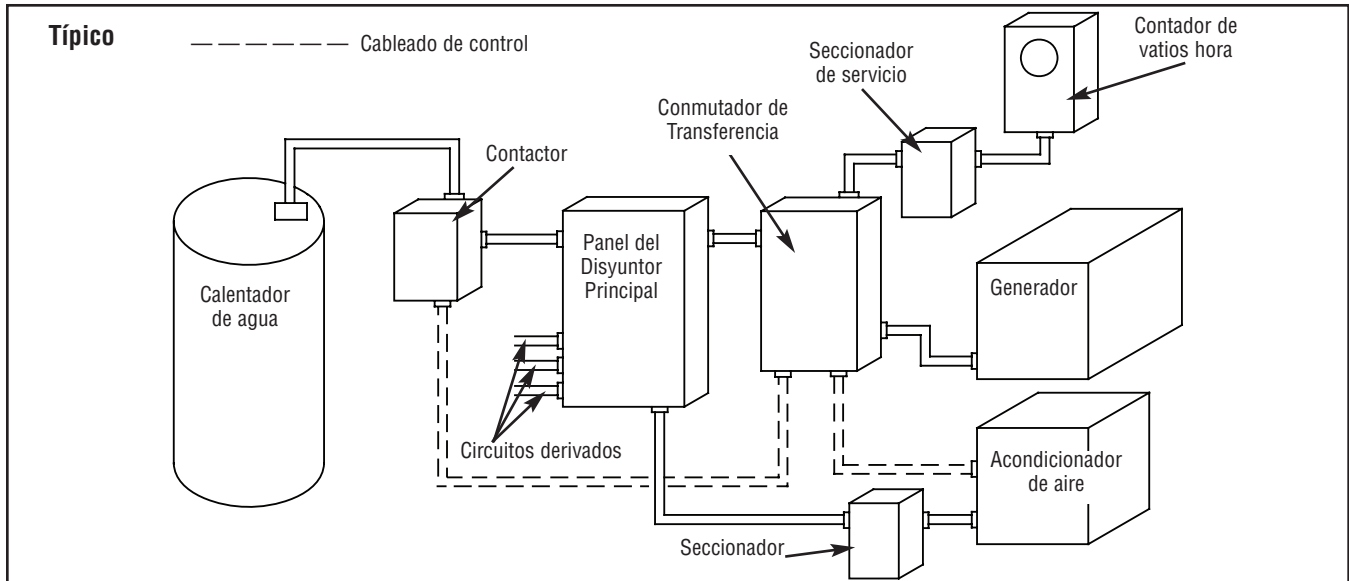 Típico
Cableado de control
Contador de
vatios hora
Seccionador
de servicio
Conmutador de
Transferencia
Contactor
Panel del
Disyuntor
Principal
Calentador
de agua
Generador
Circuitos derivados
Acondicionador
de aire
Seccionador